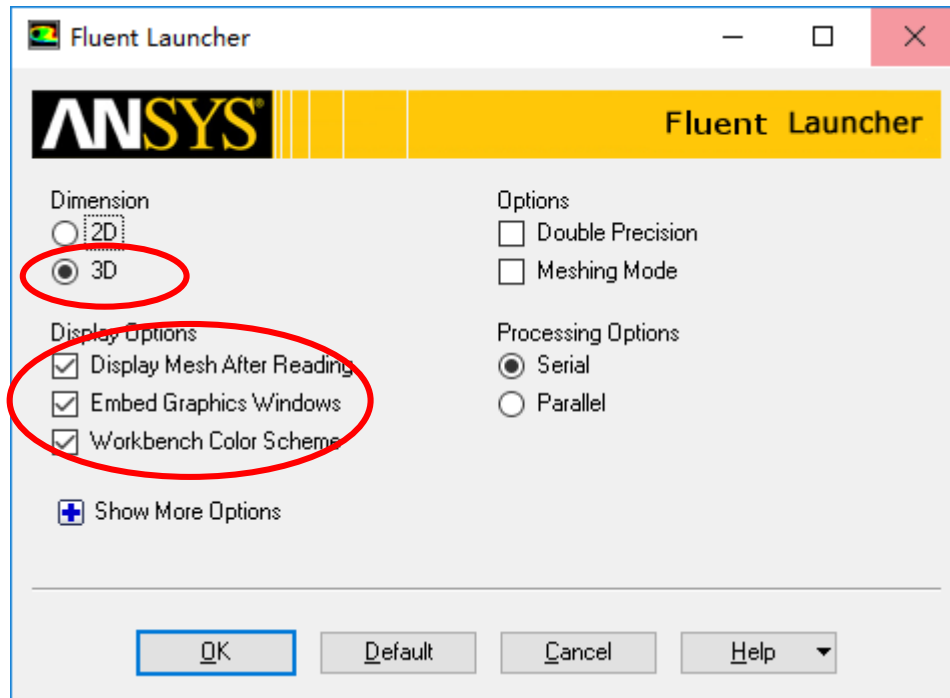 Fluent Launcher
ANSYS®
Fluent Launcher
Dimension
2D
3D
Options
Double Precision
Meshing Mode
Display Options
Display Mesh After Reading
Embed Graphics Windows
Workbench Color Scheme
Processing Options
Serial
Parallel
Show More Options
OK
Default
Cancel
Help